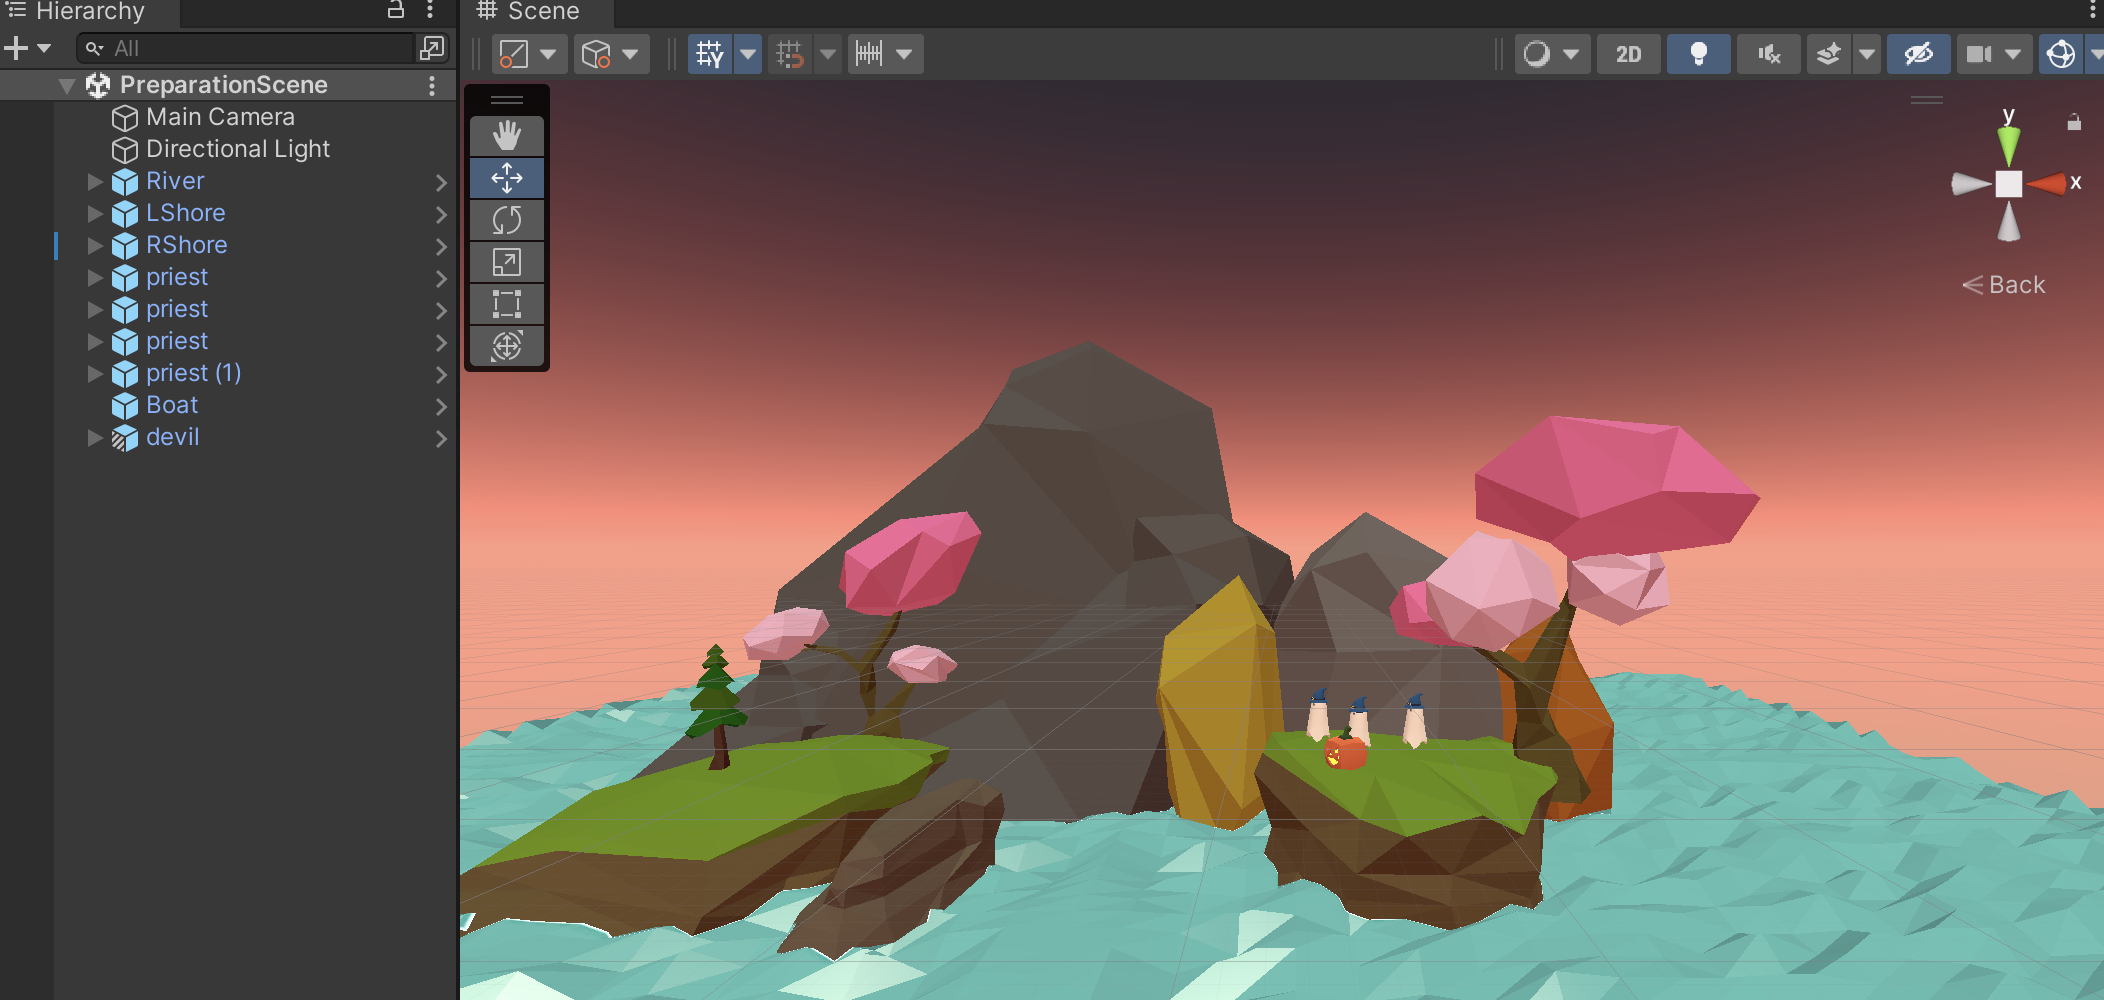 Hierarchy
All
PreparationScene
Main Camera
Directional Light
River
LShore
RShore
priest
priest
priest
priest (1)
Boat
devil
Scene
2D
y
x
Back